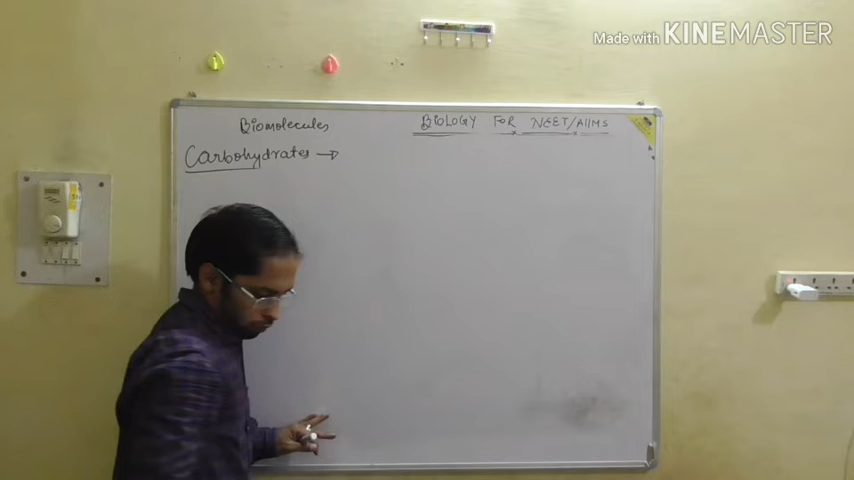 Made with KINEMASTER
Biomolecules
BIOLOGY FOR NEET/AIIMS
Carbohydrates →